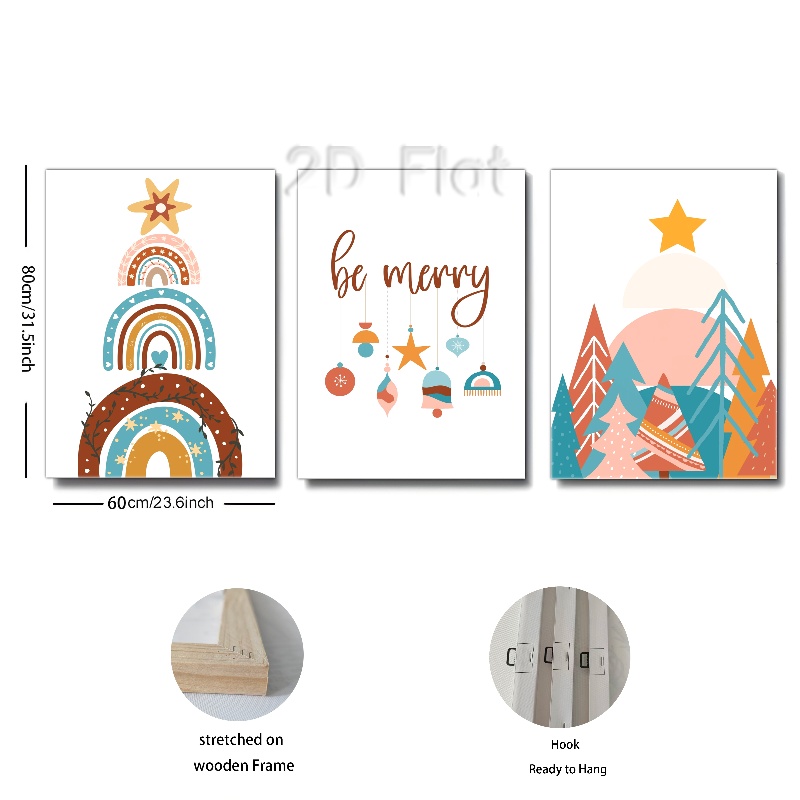 2D Flat
be merry
80cm/31.5inch
60cm/23.6inch
stretched on
wooden Frame
Hook
Ready to Hang